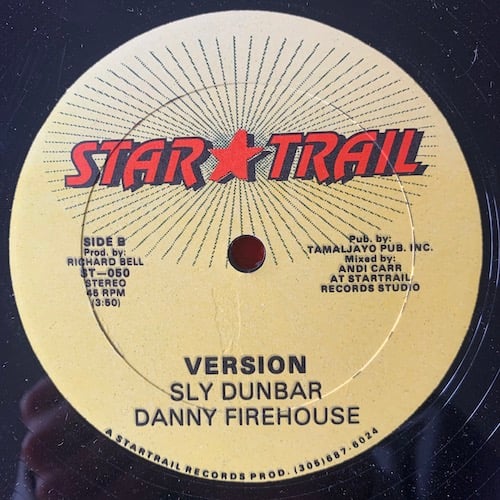 STAR★TRAIL
SIDE B
Prod. by:
RICHARD BELL
ST—050
STEREO
45 RPM
(3:50)
Pub. by:
TAMALJAYO PUB. INC.
Mixed by:
ANDI CARR
AT STARTRAIL
RECORDS STUDIO
VERSION
SLY DUNBAR
DANNY FIREHOUSE
A STARTRAIL RECORDS PROD. (305)687-6024